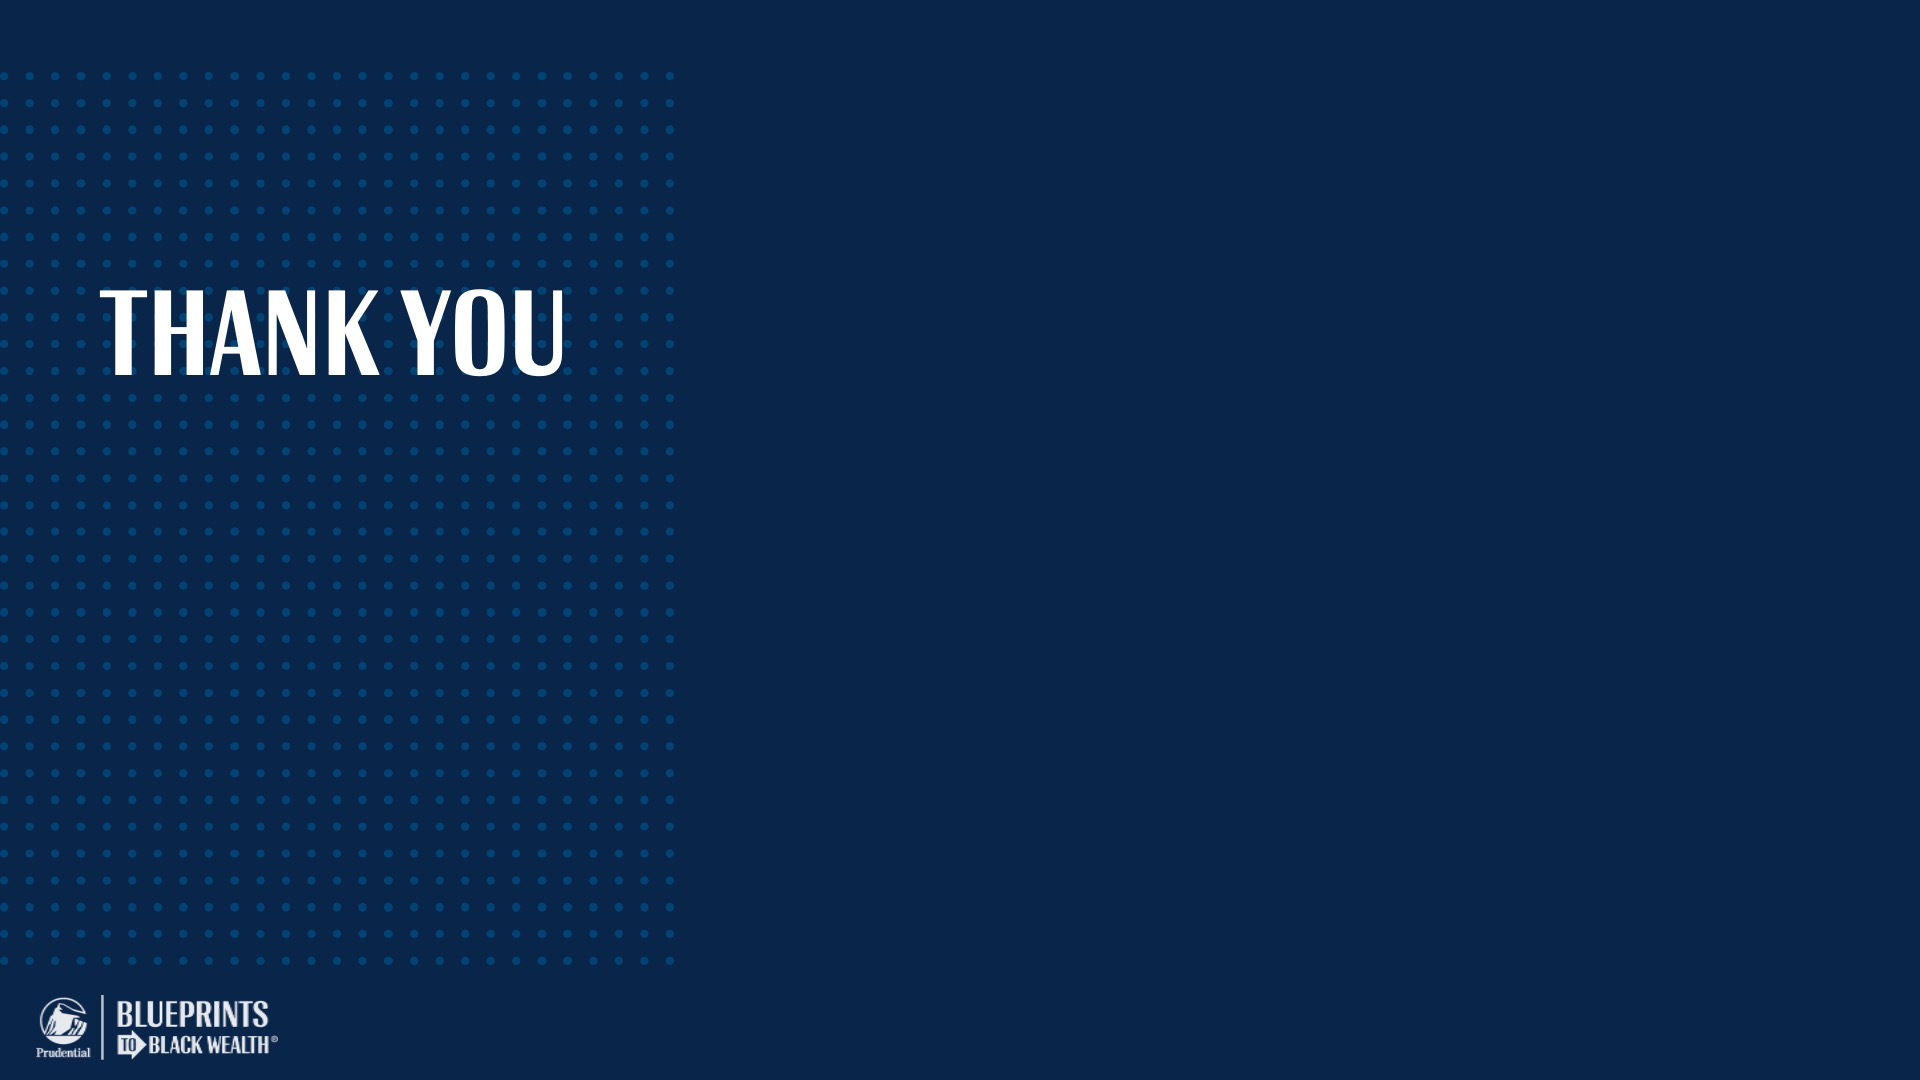 THANK YOU
Prudential
BLUEPRINTS
TO BLACK WEALTH®